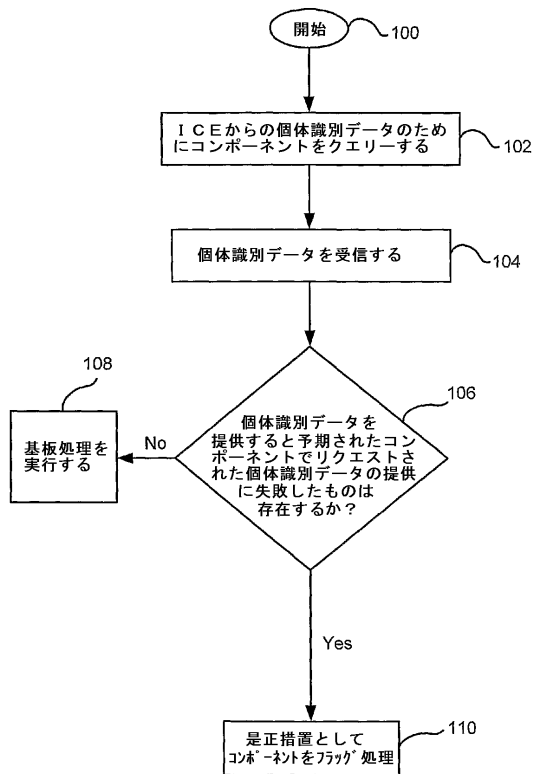 開始
100
ＩＣＥからの個体識別データのため
にコンポーネントをクエリーする
102
個体識別データを受信する
104
106
個体識別データを
提供すると予期されたコン
ポーネントでリクエストさ
れた個体識別データの提供
に失敗したものは
存在するか？
108
No
基板処理を
実行する
Yes
110
是正措置として
ｺﾝﾎﾟｰﾈﾝﾄをﾌﾗｯｸﾞ処理